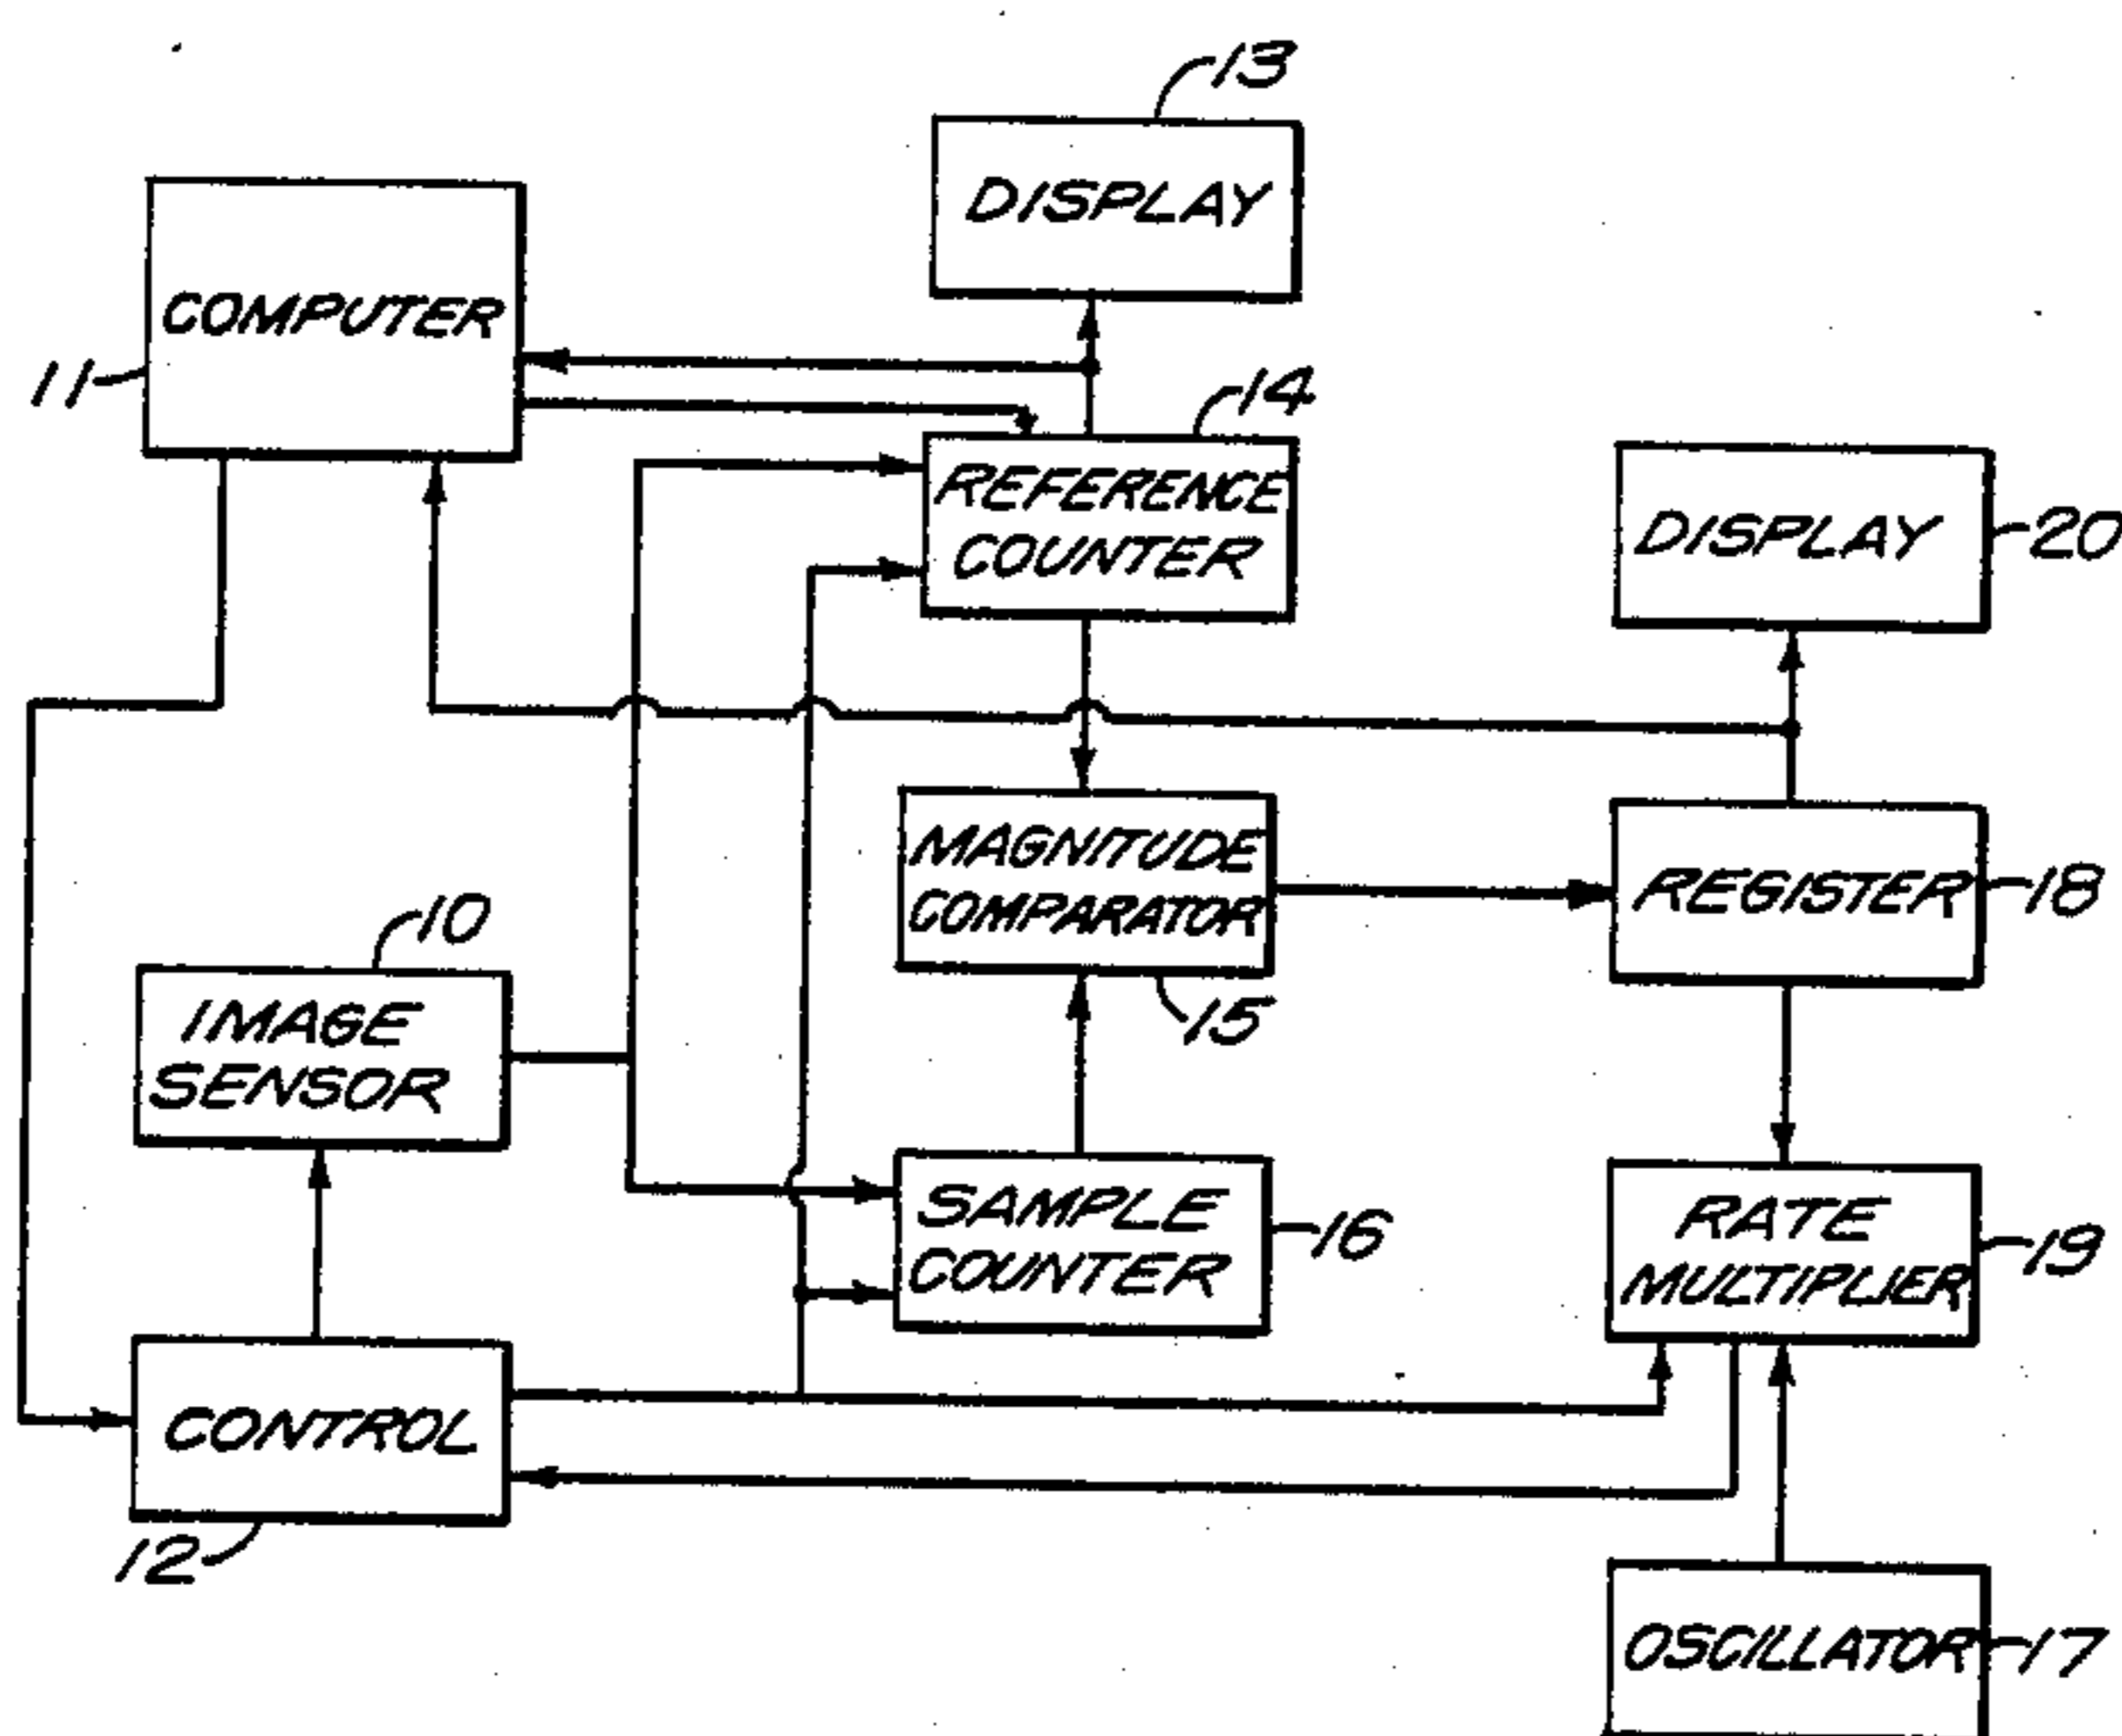 13
DISPLAY
COMPUTER
11
14
REFERENCE
COUNTER
DISPLAY
20
MAGNITUDE
COMPARATOR
15
REGISTER
18
10
IMAGE
SENSOR
SAMPLE
COUNTER
16
RATE
MULTIPLIER
19
CONTROL
12
OSCILLATOR
17